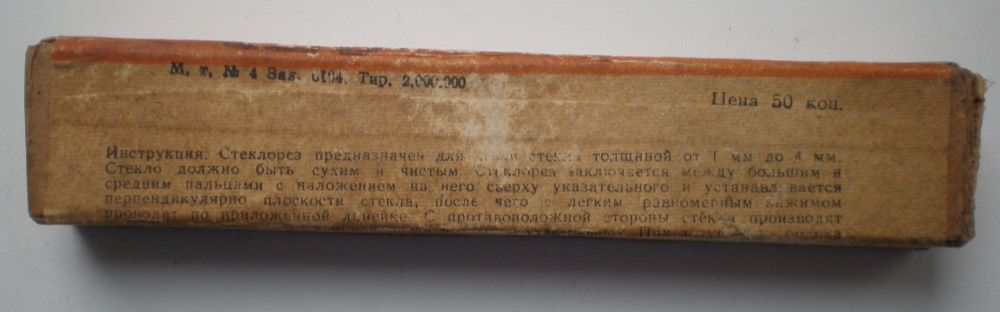 М. т. № 4 Зак. 6194. Тир. 2.000.000
Цена 50 коп.
Инструкция. Стеклорез предназначен для резки стекла толщиной от 1 мм до 4 мм.
Стекло должно быть сухим и чистым. Стеклорез заключается между большим и
средним пальцами с наложением на него сверху указательного и устанавливается
перпендикулярно плоскости стекла, после чего с легким равномерным нажимом
проводят по приложенной линейке. С противоположной стороны стекла производят